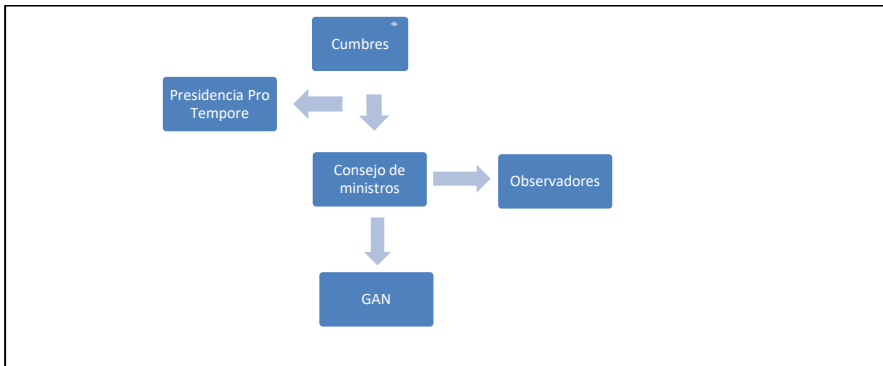 Cumbres
Presidencia Pro
Tempore
Consejo de
ministros
Observadores
GAN